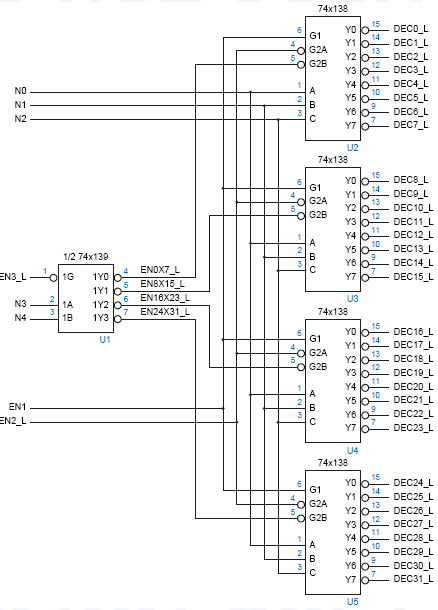 74x138
6 G1 Y0 15 DEC0_L
4 G2A Y1 14 DEC1_L
5 G2B Y2 13 DEC2_L
Y3 12 DEC3_L
N0 1 A Y4 11 DEC4_L
N1 2 B Y5 10 DEC5_L
N2 3 C Y6 9 DEC6_L
Y7 7 DEC7_L
U2
74x138
6 G1 Y0 15 DEC8_L
4 G2A Y1 14 DEC9_L
5 G2B Y2 13 DEC10_L
Y3 12 DEC11_L
1 A Y4 11 DEC12_L
2 B Y5 10 DEC13_L
3 C Y6 9 DEC14_L
Y7 7 DEC15_L
U3
1/2 74x139
EN3_L 1 1G 1Y0 4 EN0X7_L
1Y1 5 EN8X15_L
N3 2 1A 1Y2 6 EN16X23_L
N4 3 1B 1Y3 7 EN24X31_L
U1
74x138
6 G1 Y0 15 DEC16_L
4 G2A Y1 14 DEC17_L
5 G2B Y2 13 DEC18_L
Y3 12 DEC19_L
1 A Y4 11 DEC20_L
2 B Y5 10 DEC21_L
3 C Y6 9 DEC22_L
Y7 7 DEC23_L
U4
EN1
EN2_L
74x138
6 G1 Y0 15 DEC24_L
4 G2A Y1 14 DEC25_L
5 G2B Y2 13 DEC26_L
Y3 12 DEC27_L
1 A Y4 11 DEC28_L
2 B Y5 10 DEC29_L
3 C Y6 9 DEC30_L
Y7 7 DEC31_L
U5